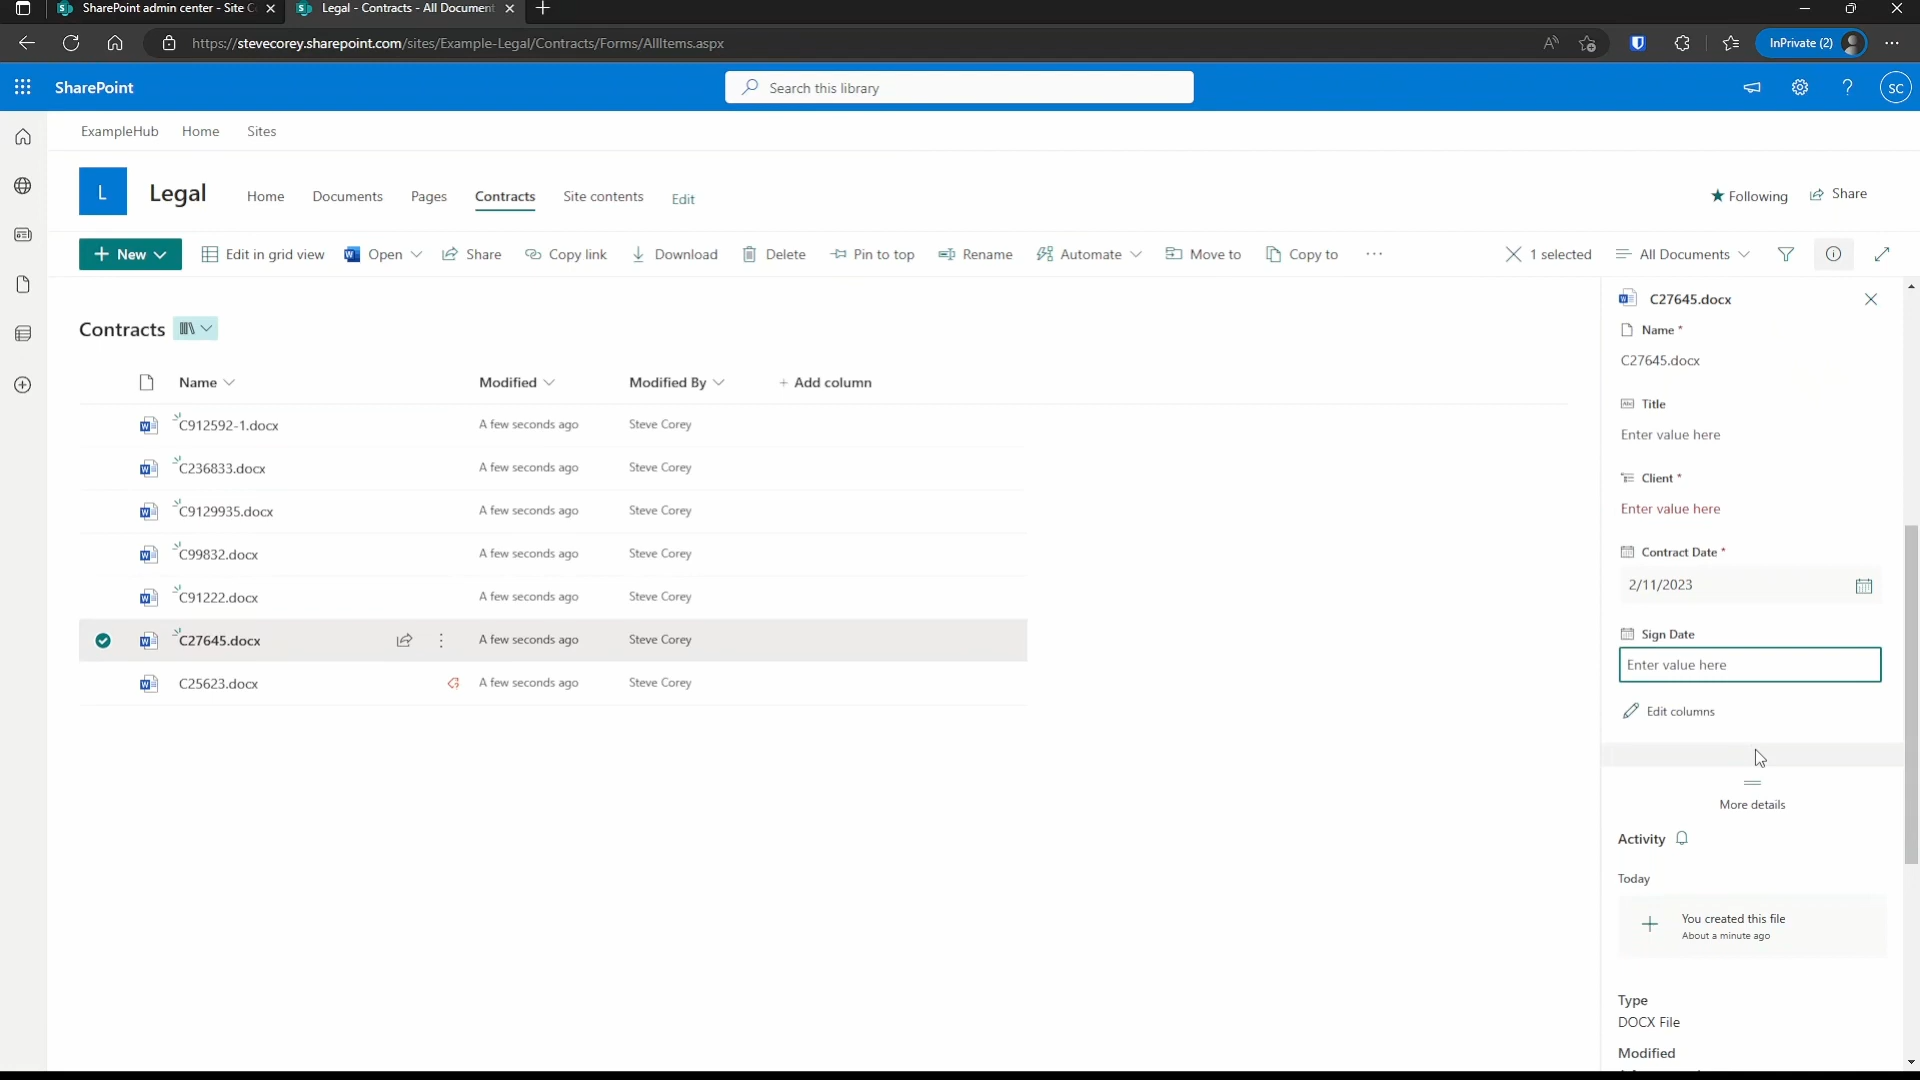 SharePoint admin center - Site C
Legal - Contracts - All Document
https://stevecorey.sharepoint.com/sites/Example-Legal/Contracts/Forms/AllItems.aspx
InPrivate (2)
SharePoint
Search this library
SC
ExampleHub Home Sites
L
Legal
Home Documents Pages Contracts Site contents Edit
Following Share
New Edit in grid view Open Share Copy link Download Delete Pin to top Rename Automate Move to Copy to ... 1 selected All Documents
Contracts
Name Modified Modified By + Add column
C912592-1.docx A few seconds ago Steve Corey
C236833.docx A few seconds ago Steve Corey
C9129935.docx A few seconds ago Steve Corey
C99832.docx A few seconds ago Steve Corey
C91222.docx A few seconds ago Steve Corey
C27645.docx A few seconds ago Steve Corey
C25623.docx A few seconds ago Steve Corey
C27645.docx
Name *
C27645.docx
Title
Enter value here
Client *
Enter value here
Contract Date *
2/11/2023
Sign Date
Enter value here
Edit columns
More details
Activity
Today
You created this file
About a minute ago
Type
DOCX File
Modified